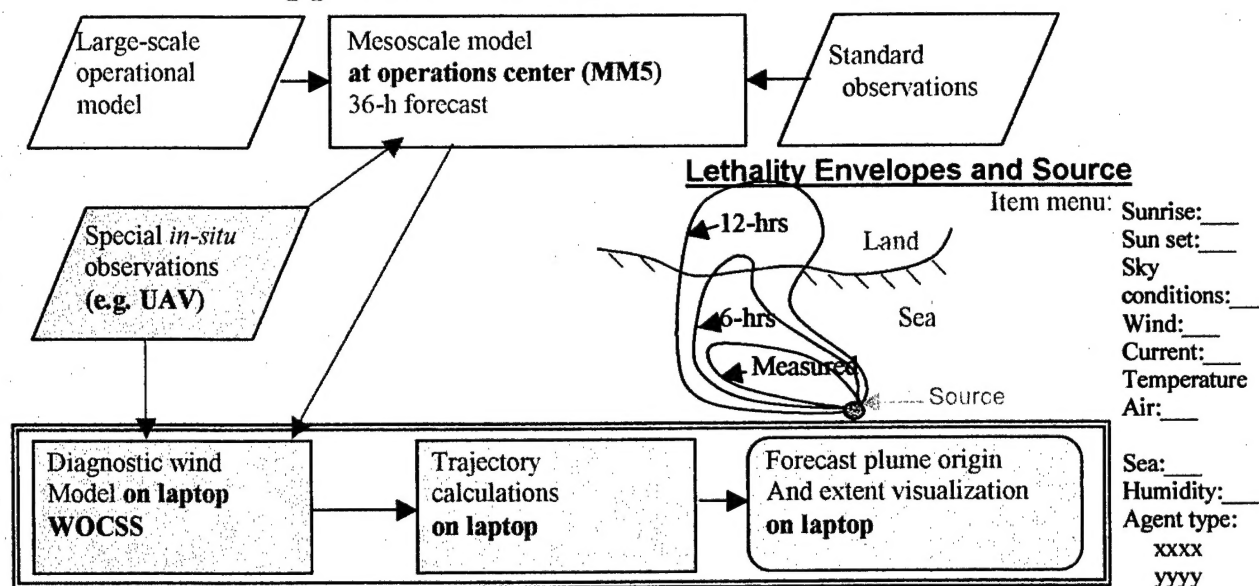 Large-scale
operational
model
Mesoscale model
at operations center (MM5)
36-h forecast
Standard
observations
Special in-situ
observations
(e.g. UAV)
Lethality Envelopes and Source
Item menu:
12-hrs
Land
6-hrs
Sea
Measured
Source
Sunrise:___
Sun set:___
Sky
conditions:___
Wind:___
Current:___
Temperature
Air:___
Sea:___
Humidity:___
Agent type:
xxxx
yyyy
Diagnostic wind
Model on laptop
WOCSS
Trajectory
calculations
on laptop
Forecast plume origin
And extent visualization
on laptop